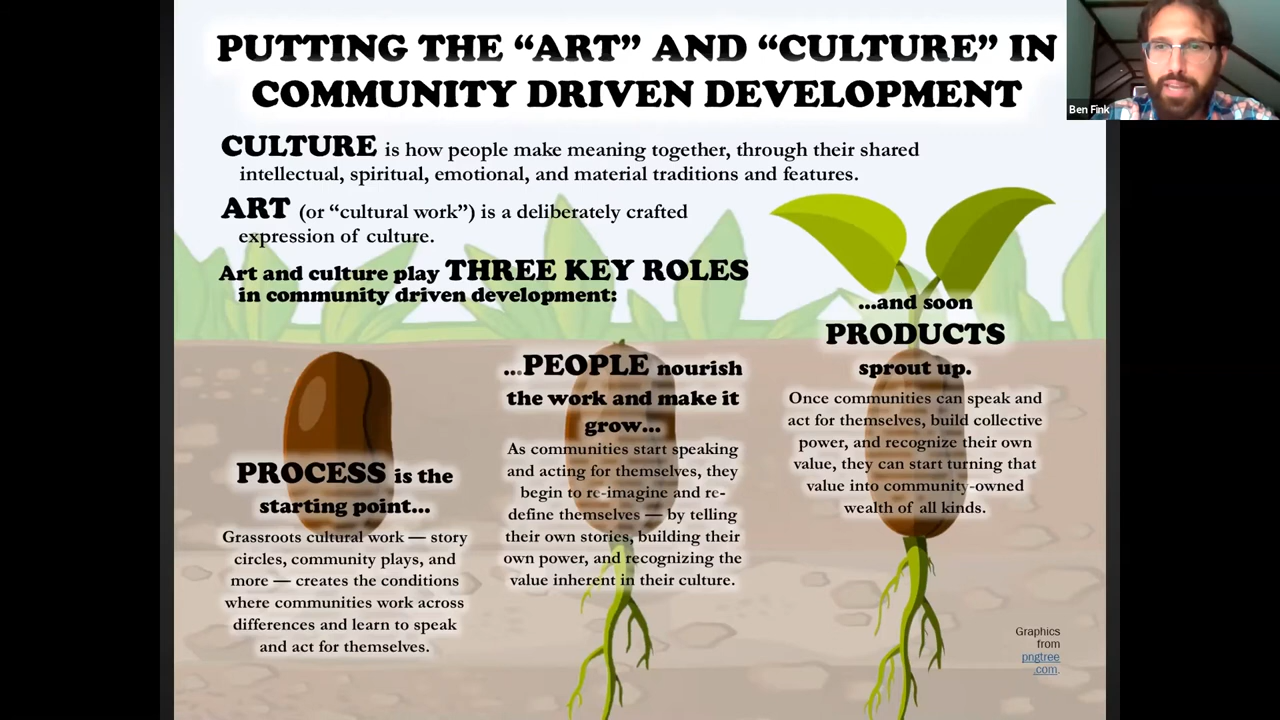 PUTTING THE “ART” AND “CULTURE” IN
COMMUNITY DRIVEN DEVELOPMENT
Ben Fink
CULTURE is how people make meaning together, through their shared
intellectual, spiritual, emotional, and material traditions and features.
ART (or “cultural work”) is a deliberately crafted
expression of culture.
Art and culture play THREE KEY ROLES
in community driven development:
PROCESS is the
starting point...
Grassroots cultural work — story
circles, community plays, and
more — creates the conditions
where communities work across
differences and learn to speak
and act for themselves.
...PEOPLE nourish
the work and make it
grow...
As communities start speaking
and acting for themselves, they
begin to re-imagine and re-
define themselves — by telling
their own stories, building their
own power, and recognizing the
value inherent in their culture.
...and soon
PRODUCTS
sprout up.
Once communities can speak and
act for themselves, build collective
power, and recognize their own
value, they can start turning that
value into community-owned
wealth of all kinds.
Graphics
from
pngtree
.com.